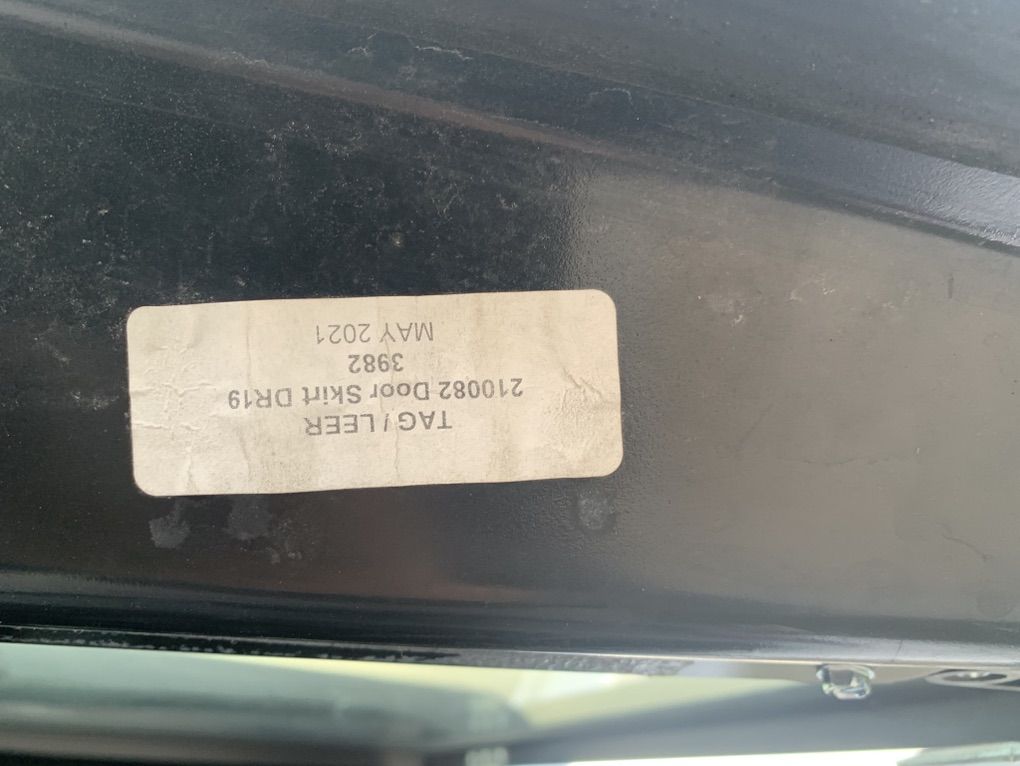 TAG / LEER
210082 Door Skirt DR19
3982
MAY 2021